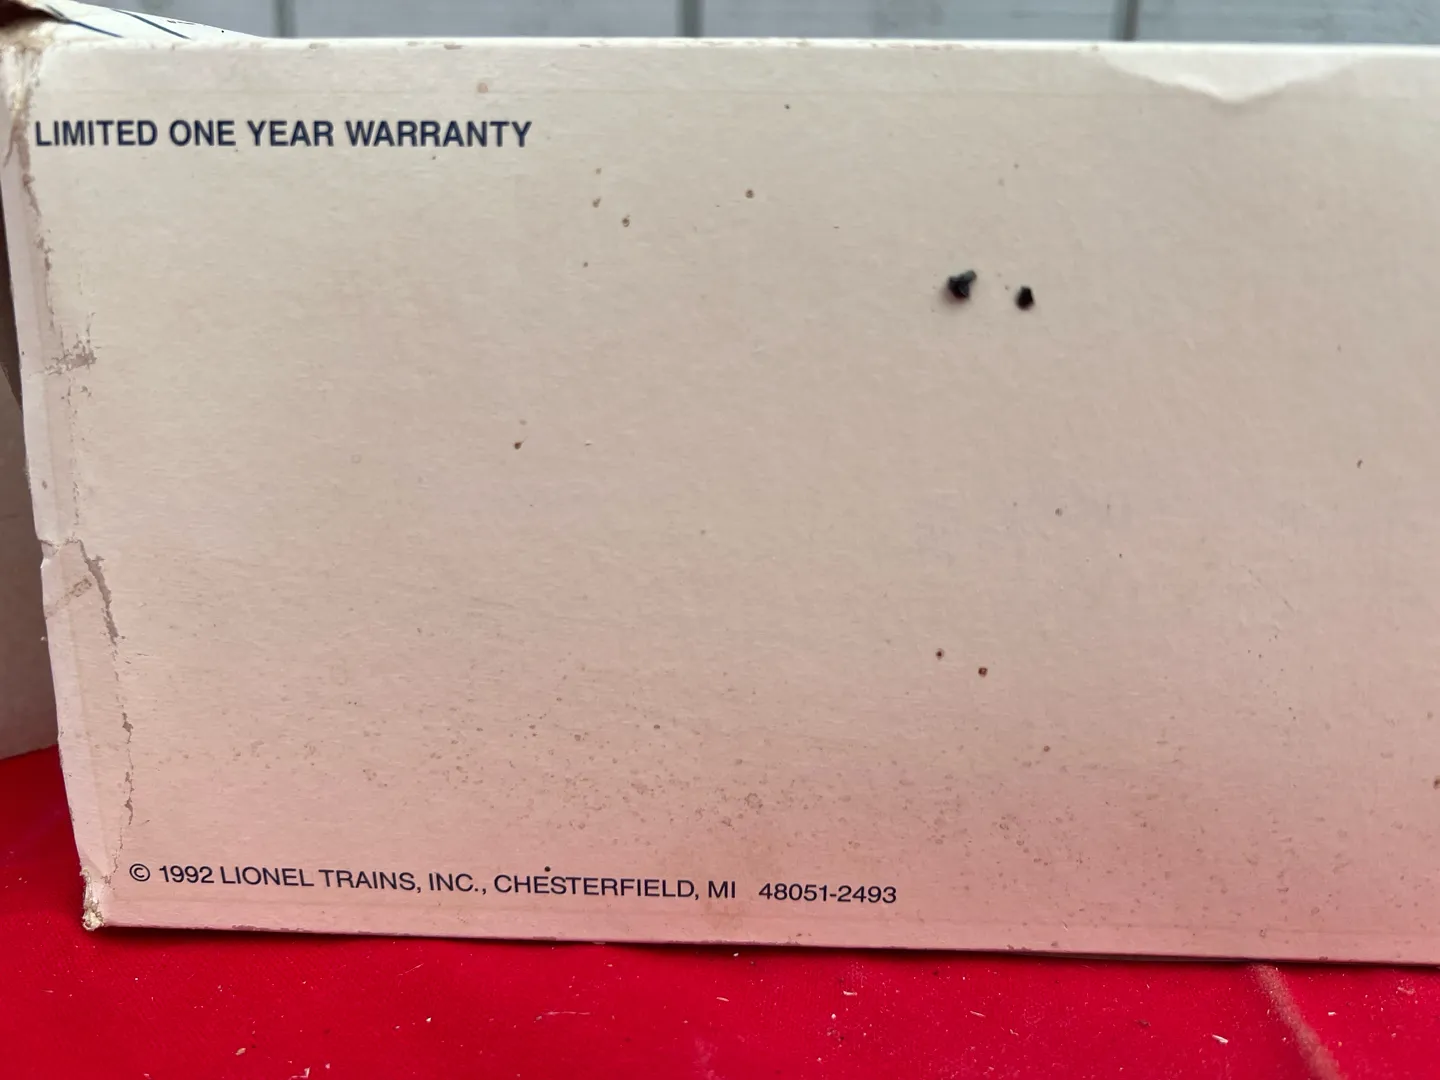 LIMITED ONE YEAR WARRANTY
© 1992 LIONEL TRAINS, INC., CHESTERFIELD, MI 48051-2493